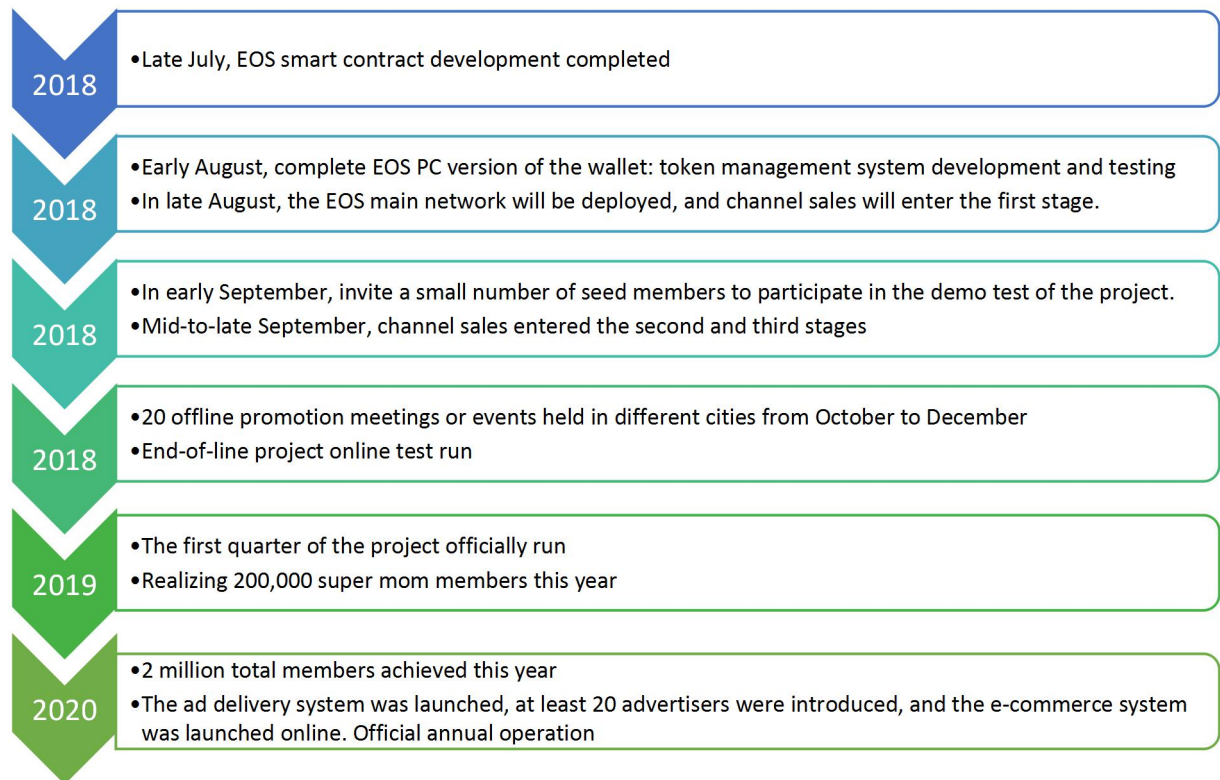 2018
•Late July, EOS smart contract development completed
2018
•Early August, complete EOS PC version of the wallet: token management system development and testing
•In late August, the EOS main network will be deployed, and channel sales will enter the first stage.
2018
•In early September, invite a small number of seed members to participate in the demo test of the project.
•Mid-to-late September, channel sales entered the second and third stages
2018
•20 offline promotion meetings or events held in different cities from October to December
•End-of-line project online test run
2019
•The first quarter of the project officially run
•Realizing 200,000 super mom members this year
2020
•2 million total members achieved this year
•The ad delivery system was launched, at least 20 advertisers were introduced, and the e-commerce system
was launched online. Official annual operation